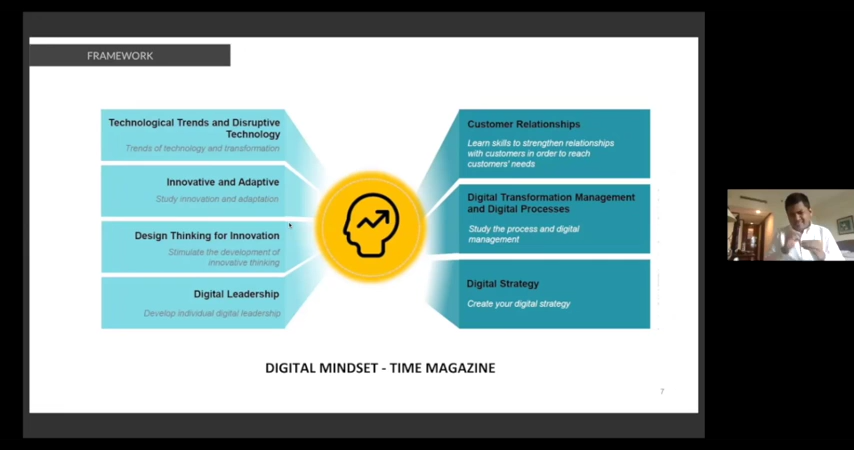 FRAMEWORK
Technological Trends and Disruptive
Technology
Trends of technology and transformation
Innovative and Adaptive
Study innovation and adaptation
Design Thinking for Innovation
Stimulate the development of
innovative thinking
Digital Leadership
Develop individual digital leadership
Customer Relationships
Learn skills to strengthen relationships
with customers in order to reach
customers' needs
Digital Transformation Management
and Digital Processes
Study the process and digital
management
Digital Strategy
Create your digital strategy
DIGITAL MINDSET - TIME MAGAZINE
7